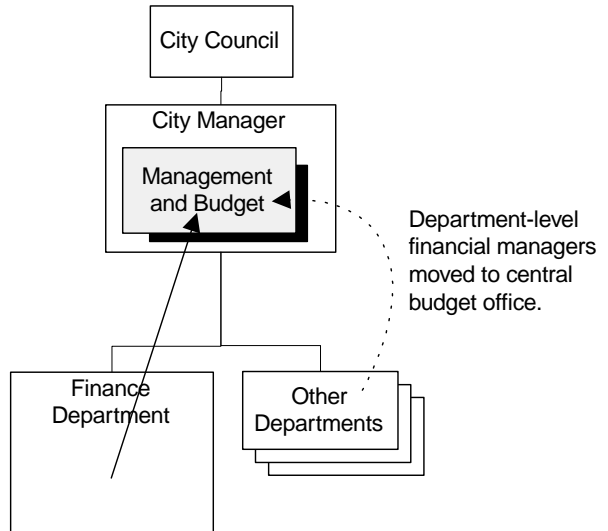 City Council
City Manager
Management
and Budget
Department-level
financial managers
moved to central
budget office.
Finance
Department
Other
Departments